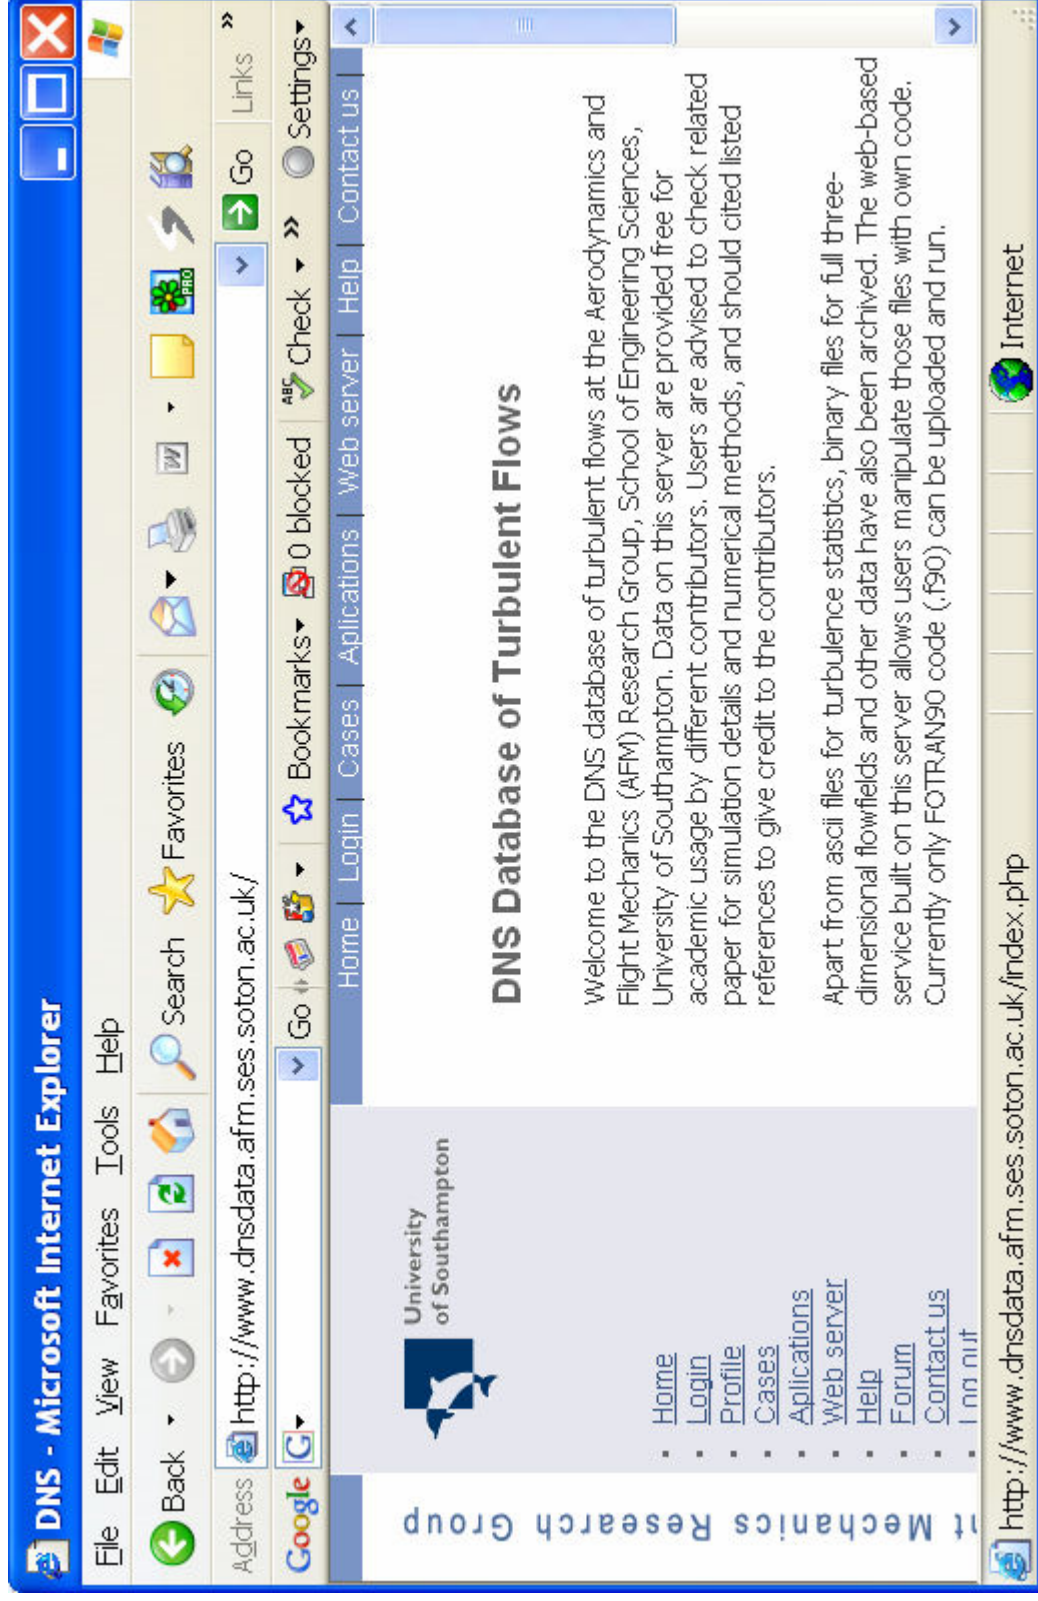 DNS - Microsoft Internet Explorer
File Edit View Favorites Tools Help
Back Search Favorites
Address http://www.dnsdata.afm.ses.soton.ac.uk/ Go Links »
Google G Go Bookmarks 0 blocked ABC Check » Settings
Home | Login | Cases | Aplications | Web server | Help | Contact us |
University
of Southampton
Home
Login
Profile
Cases
Aplications
Web server
Help
Forum
Contact us
Log out
nt Mechanics Research Group
DNS Database of Turbulent Flows
Welcome to the DNS database of turbulent flows at the Aerodynamics and
Flight Mechanics (AFM) Research Group, School of Engineering Sciences,
University of Southampton. Data on this server are provided free for
academic usage by different contributors. Users are advised to check related
paper for simulation details and numerical methods, and should cited listed
references to give credit to the contributors.
Apart from ascii files for turbulence statistics, binary files for full three-
dimensional flowfields and other data have also been archived. The web-based
service built on this server allows users manipulate those files with own code.
Currently only FOTRAN90 code (.f90) can be uploaded and run.
http://www.dnsdata.afm.ses.soton.ac.uk/index.php Internet